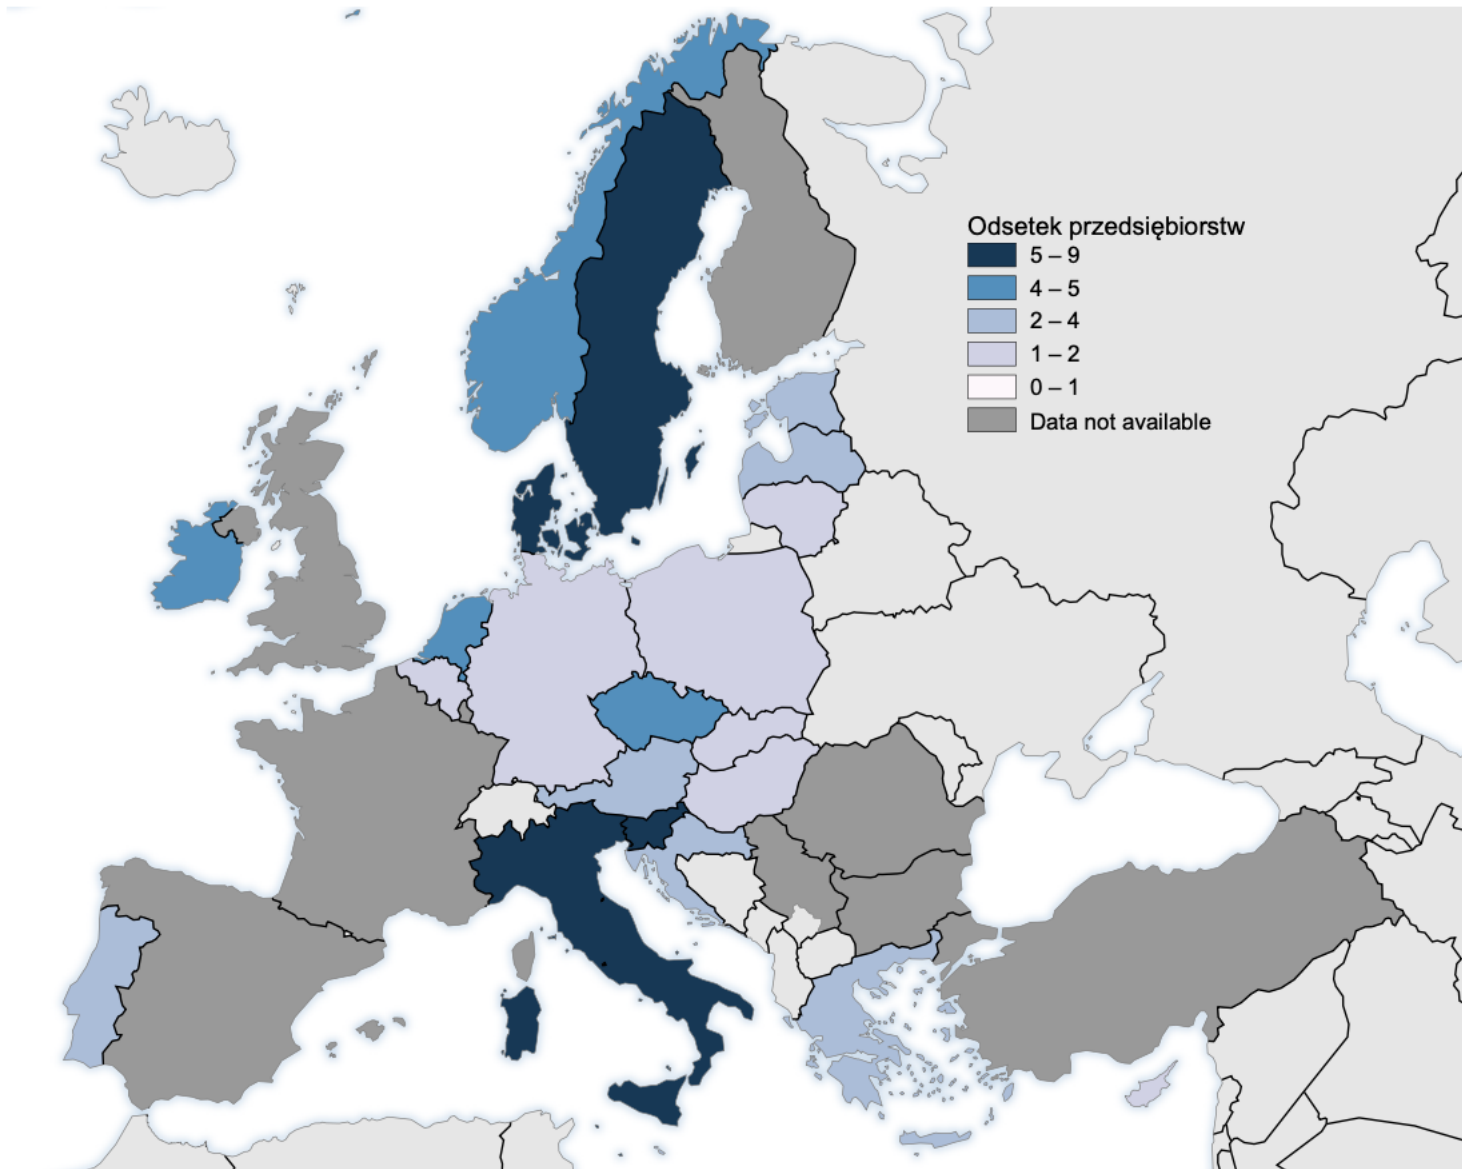 Odsetek przedsiębiorstw
5 – 9
4 – 5
2 – 4
1 – 2
0 – 1
Data not available